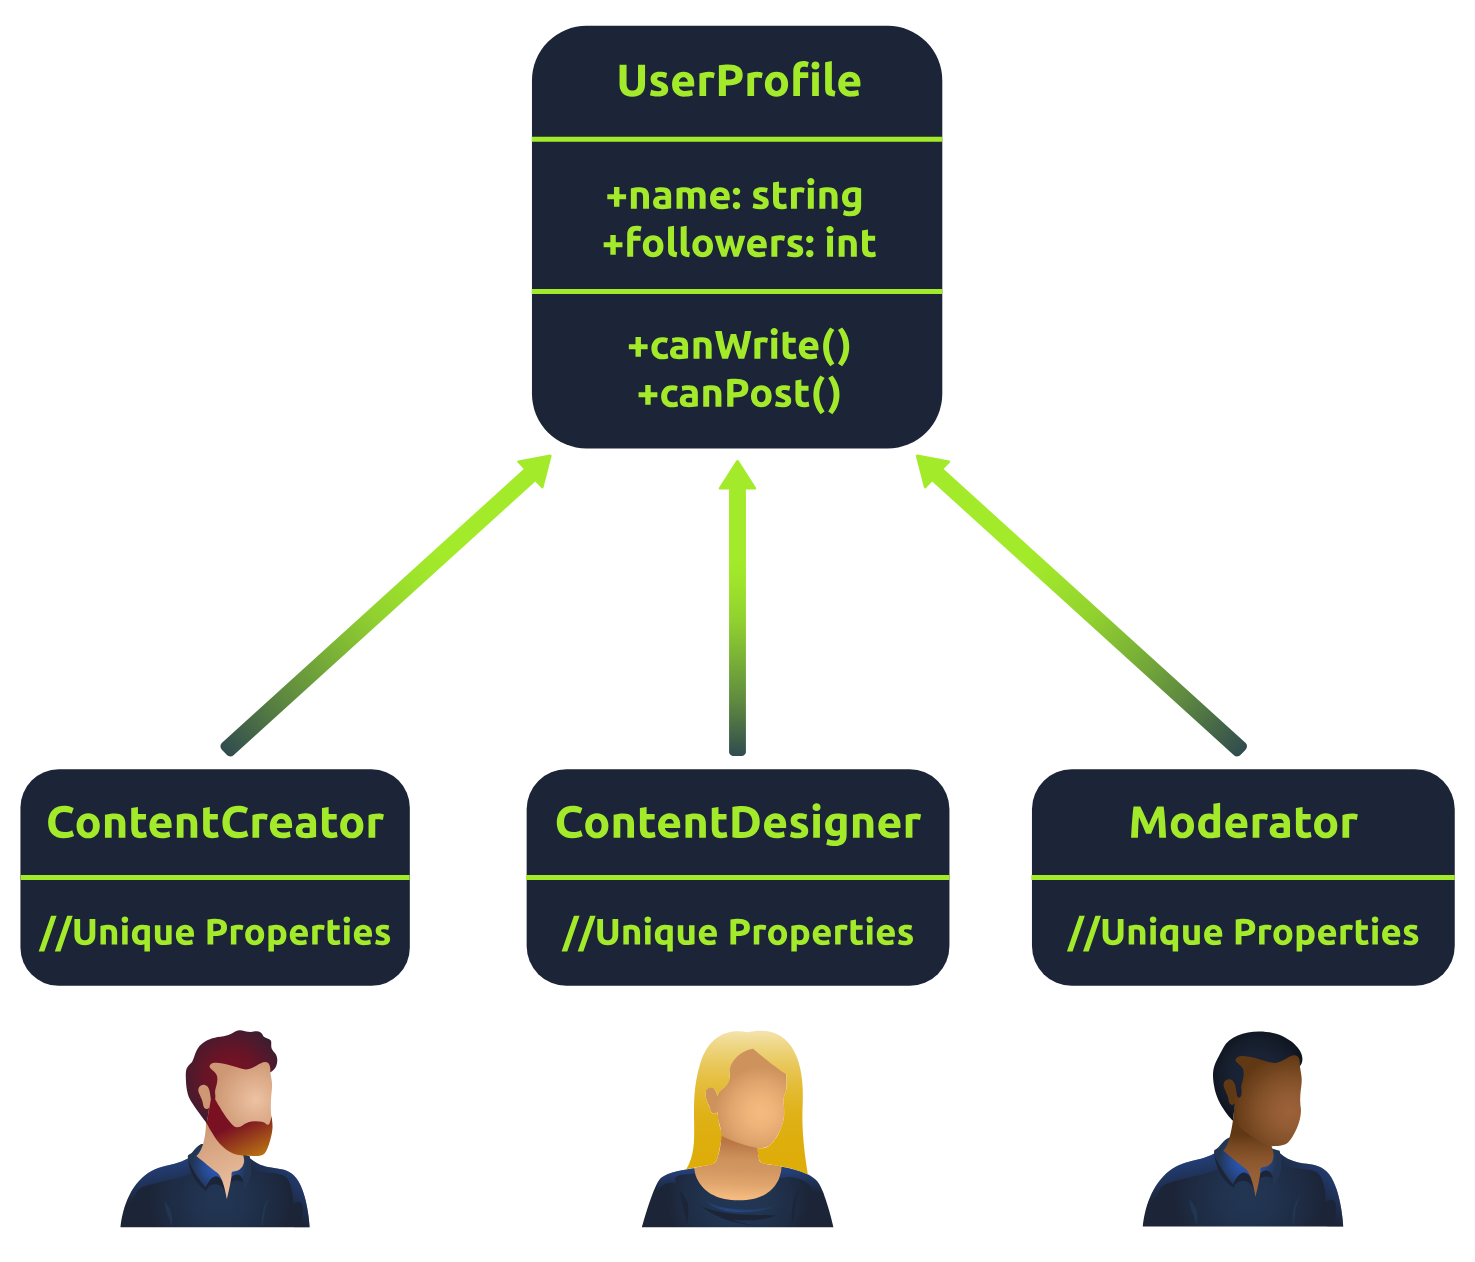 UserProfile
+name: string
+followers: int
+canWrite()
+canPost()
ContentCreator
//Unique Properties
ContentDesigner
//Unique Properties
Moderator
//Unique Properties